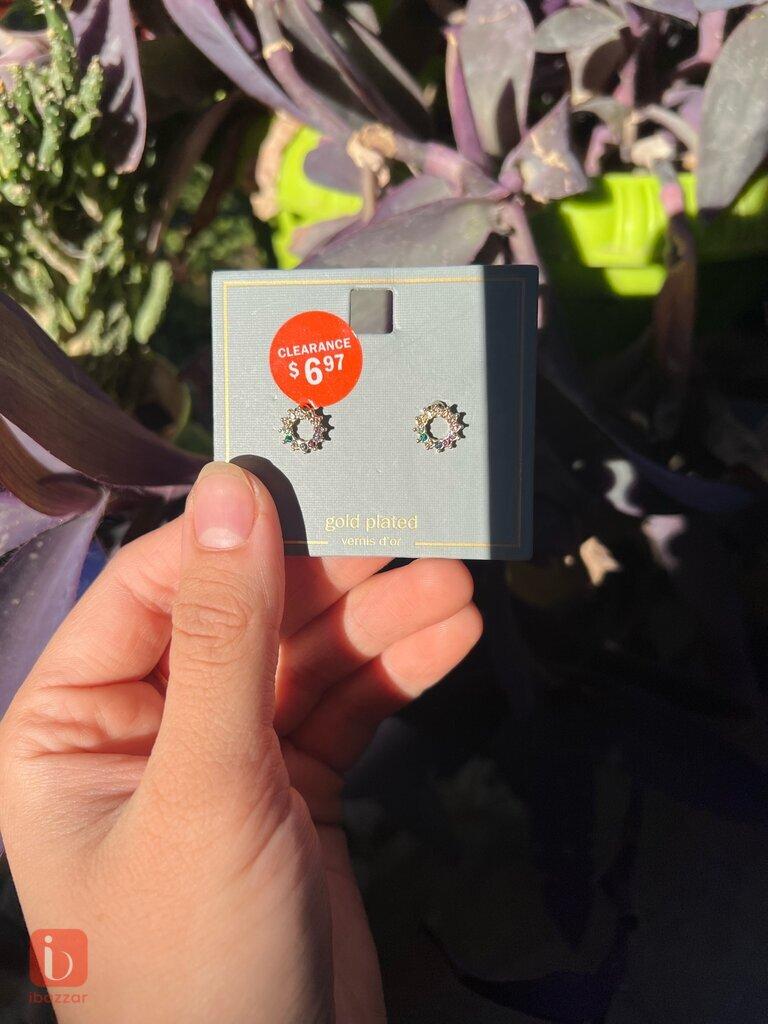 CLEARANCE
$6 97
gold plated
vernis d'or
ibazzar